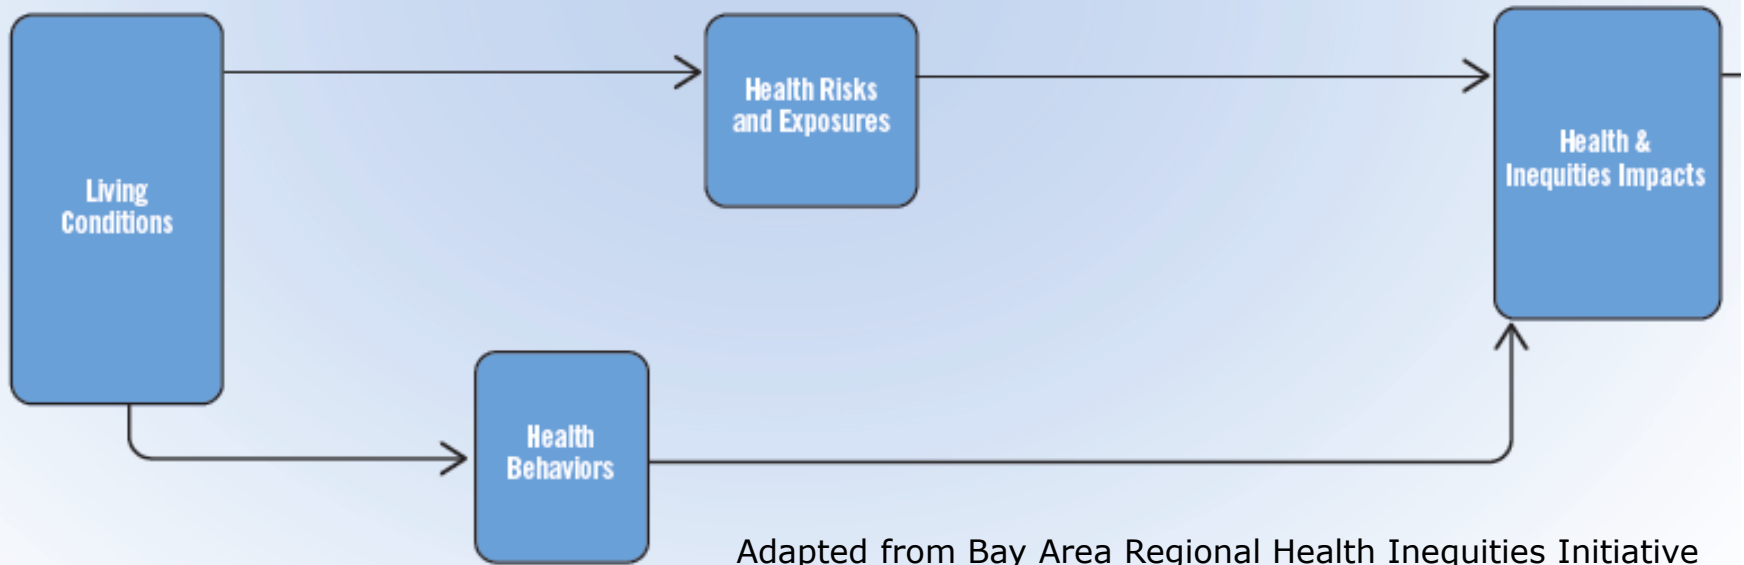 Living
Conditions
Health Risks
and Exposures
Health &
Inequities Impacts
Health
Behaviors
Adapted from Bay Area Regional Health Inequities Initiative